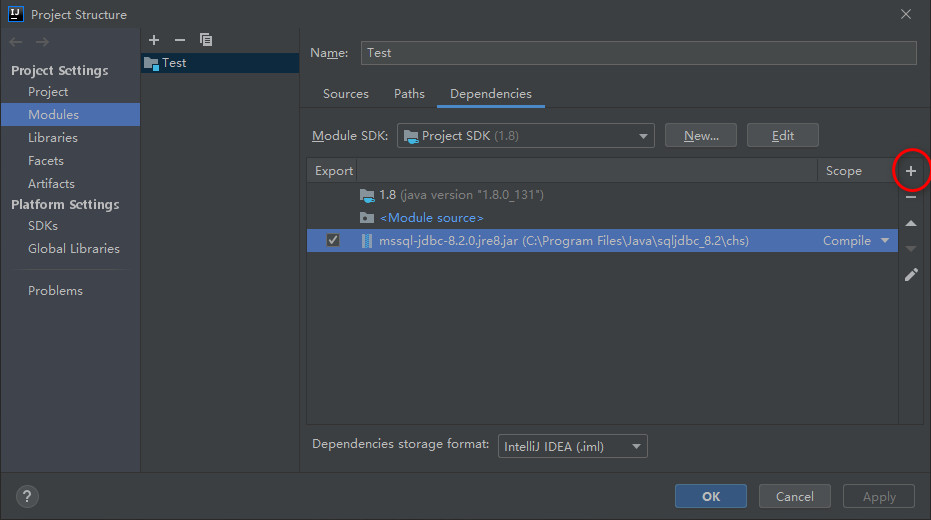 IJ Project Structure
Project Settings
Project
Modules
Libraries
Facets
Artifacts
Platform Settings
SDKs
Global Libraries
Problems
Test
Name: Test
Sources Paths Dependencies
Module SDK: Project SDK (1.8) New... Edit
Export Scope
1.8 (java version "1.8.0_131")
<Module source>
mssql-jdbc-8.2.0.jre8.jar (C:\Program Files\Java\sqljdbc_8.2\chs) Compile
Dependencies storage format: IntelliJ IDEA (.iml)
? OK Cancel Apply